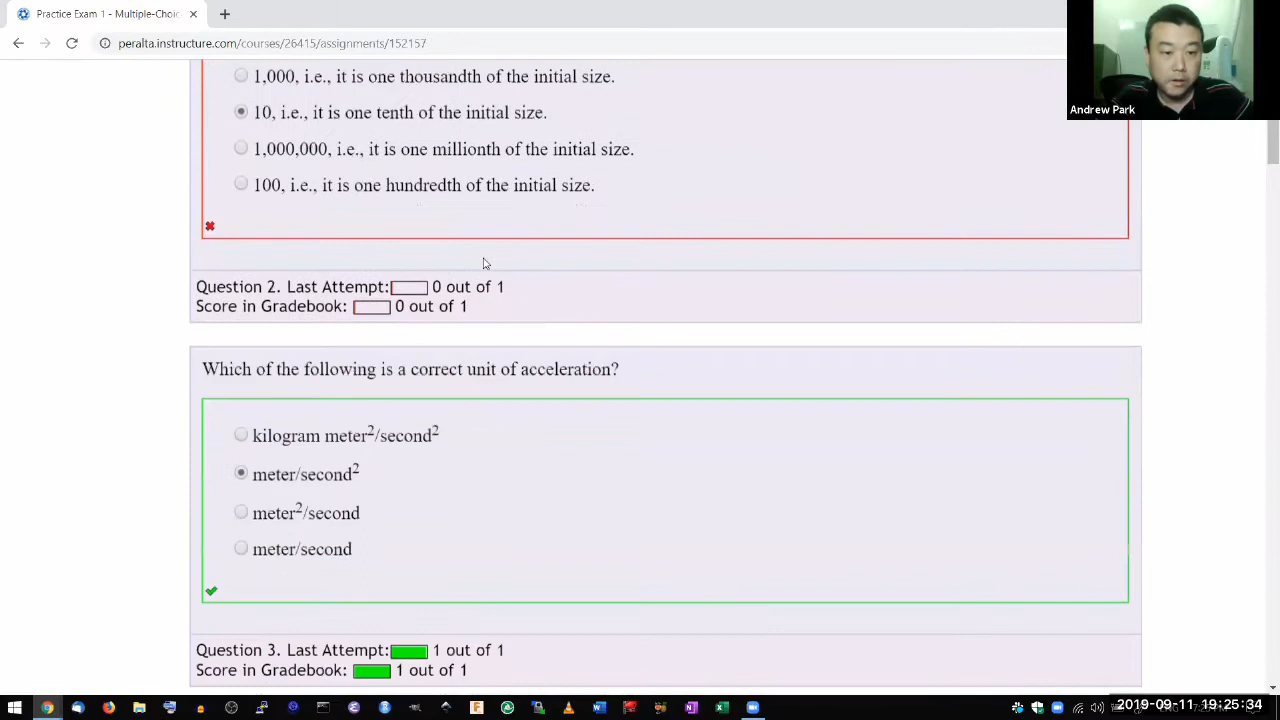 Practice Exam 1 - Multiple-Choic
peralta.instructure.com/courses/26415/assignments/152157
Andrew Park
1,000, i.e., it is one thousandth of the initial size.
10, i.e., it is one tenth of the initial size.
1,000,000, i.e., it is one millionth of the initial size.
100, i.e., it is one hundredth of the initial size.
Question 2. Last Attempt: 0 out of 1
Score in Gradebook: 0 out of 1
Which of the following is a correct unit of acceleration?
kilogram meter²/second²
meter/second²
meter²/second
meter/second
Question 3. Last Attempt: 1 out of 1
Score in Gradebook: 1 out of 1
2019-09-11 19:25:34